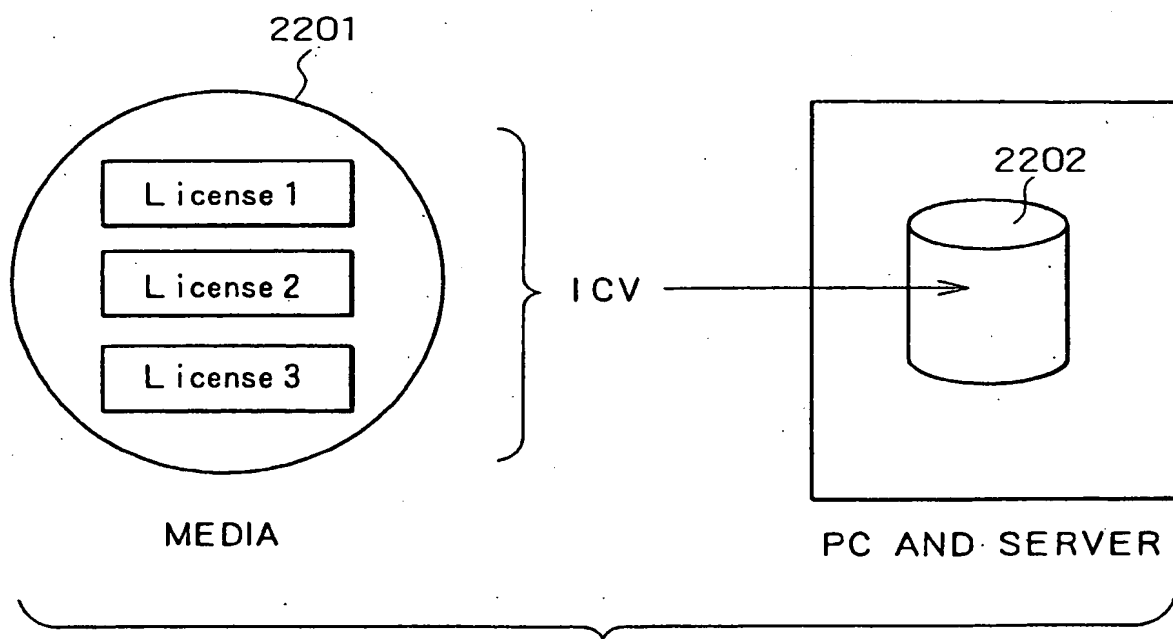 2201
License 1
License 2
License 3
ICV
2202
MEDIA
PC AND SERVER